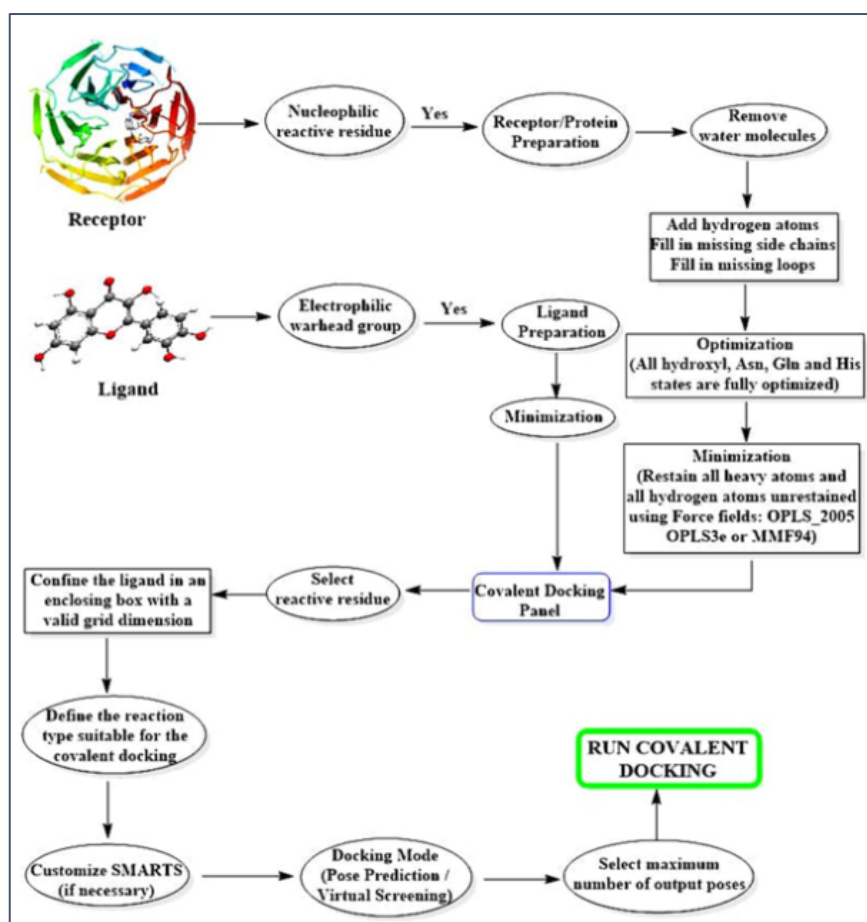 Nucleophilic
reactive residue
Yes
Receptor/Protein
Preparation
Remove
water molecules
Receptor
Add hydrogen atoms
Fill in missing side chains
Fill in missing loops
Electrophilic
warhead group
Yes
Ligand
Preparation
Ligand
Optimization
(All hydroxyl, Asn, Gln and His
states are fully optimized)
Minimization
Minimization
(Restain all heavy atoms and
all hydrogen atoms unrestained
using Force fields: OPLS_2005
OPLS3e or MMF94)
Confine the ligand in an
enclosing box with a
valid grid dimension
Select
reactive residue
Covalent Docking
Panel
Define the reaction
type suitable for the
covalent docking
RUN COVALENT
DOCKING
Customize SMARTS
(if necessary)
Docking Mode
(Pose Prediction /
Virtual Screening)
Select maximum
number of output poses